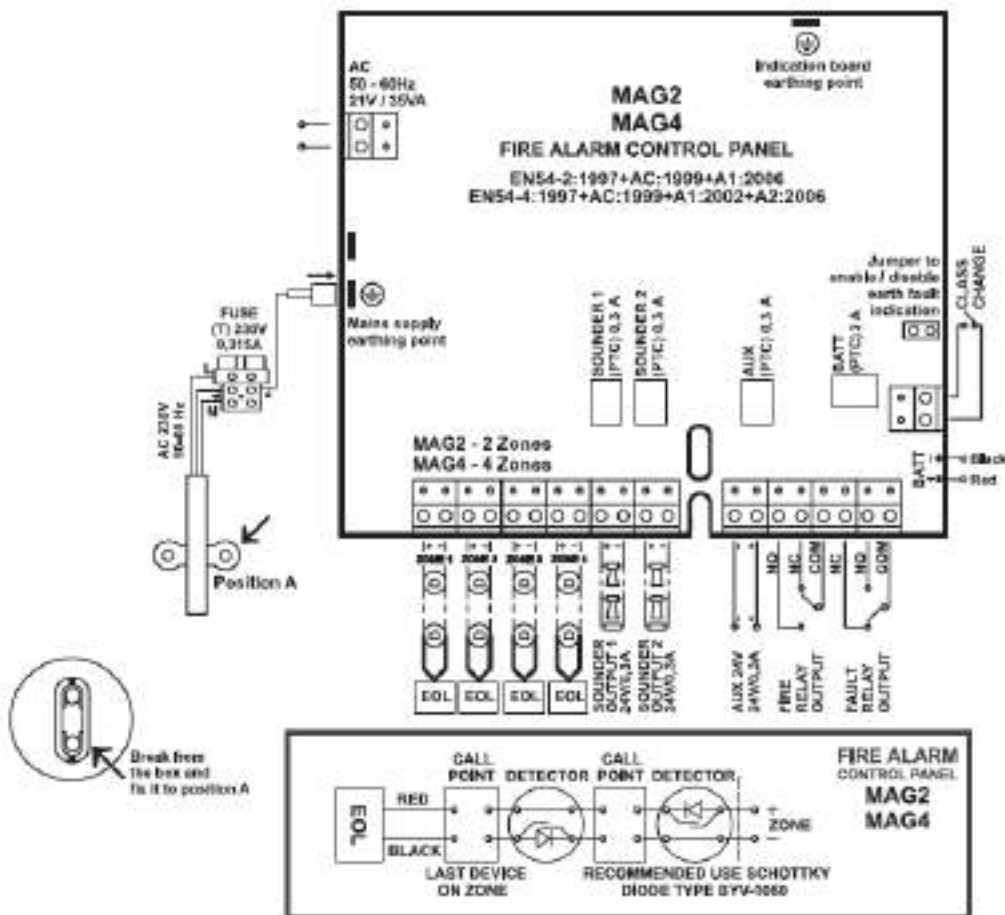 AC
50 - 60Hz
21V / 35VA
Indication board
earthing point
MAG2
MAG4
FIRE ALARM CONTROL PANEL
EN54-2:1997+AC:1999+A1:2006
EN54-4:1997+AC:1999+A1:2002+A2:2006
Jumper to
enable / disable
earth fault
indication
CLASS
CHANGE
Mains supply
earthing point
FUSE
(T) 230V
0,315A
AC 230V
SOUNDER 1
(PTC) 0,3 A
SOUNDER 2
(PTC) 0,3 A
AUX
(PTC) 0,3 A
BATT
(PTC) 3 A
MAG2 - 2 Zones
MAG4 - 4 Zones
BATT
Black
Red
Position A
+ -
+ -
+ -
+ -
+ -
+ -
ZONE
ZONE
ZONE
ZONE
EOL
EOL
EOL
EOL
SOUNDER
OUTPUT 1
24V/0,3A
SOUNDER
OUTPUT 2
24V/0,3A
AUX 24V
24V/0,3A
NO
NC
COM
FIRE
RELAY
OUTPUT
NC
NO
COM
FAULT
RELAY
OUTPUT
Break from
the box and
fix it to position A
CALL
POINT
DETECTOR
CALL
POINT
DETECTOR
FIRE ALARM
CONTROL PANEL
MAG2
MAG4
EOL
RED
BLACK
+
ZONE
-
LAST DEVICE
ON ZONE
RECOMMENDED USE SCHOTTKY
DIODE TYPE